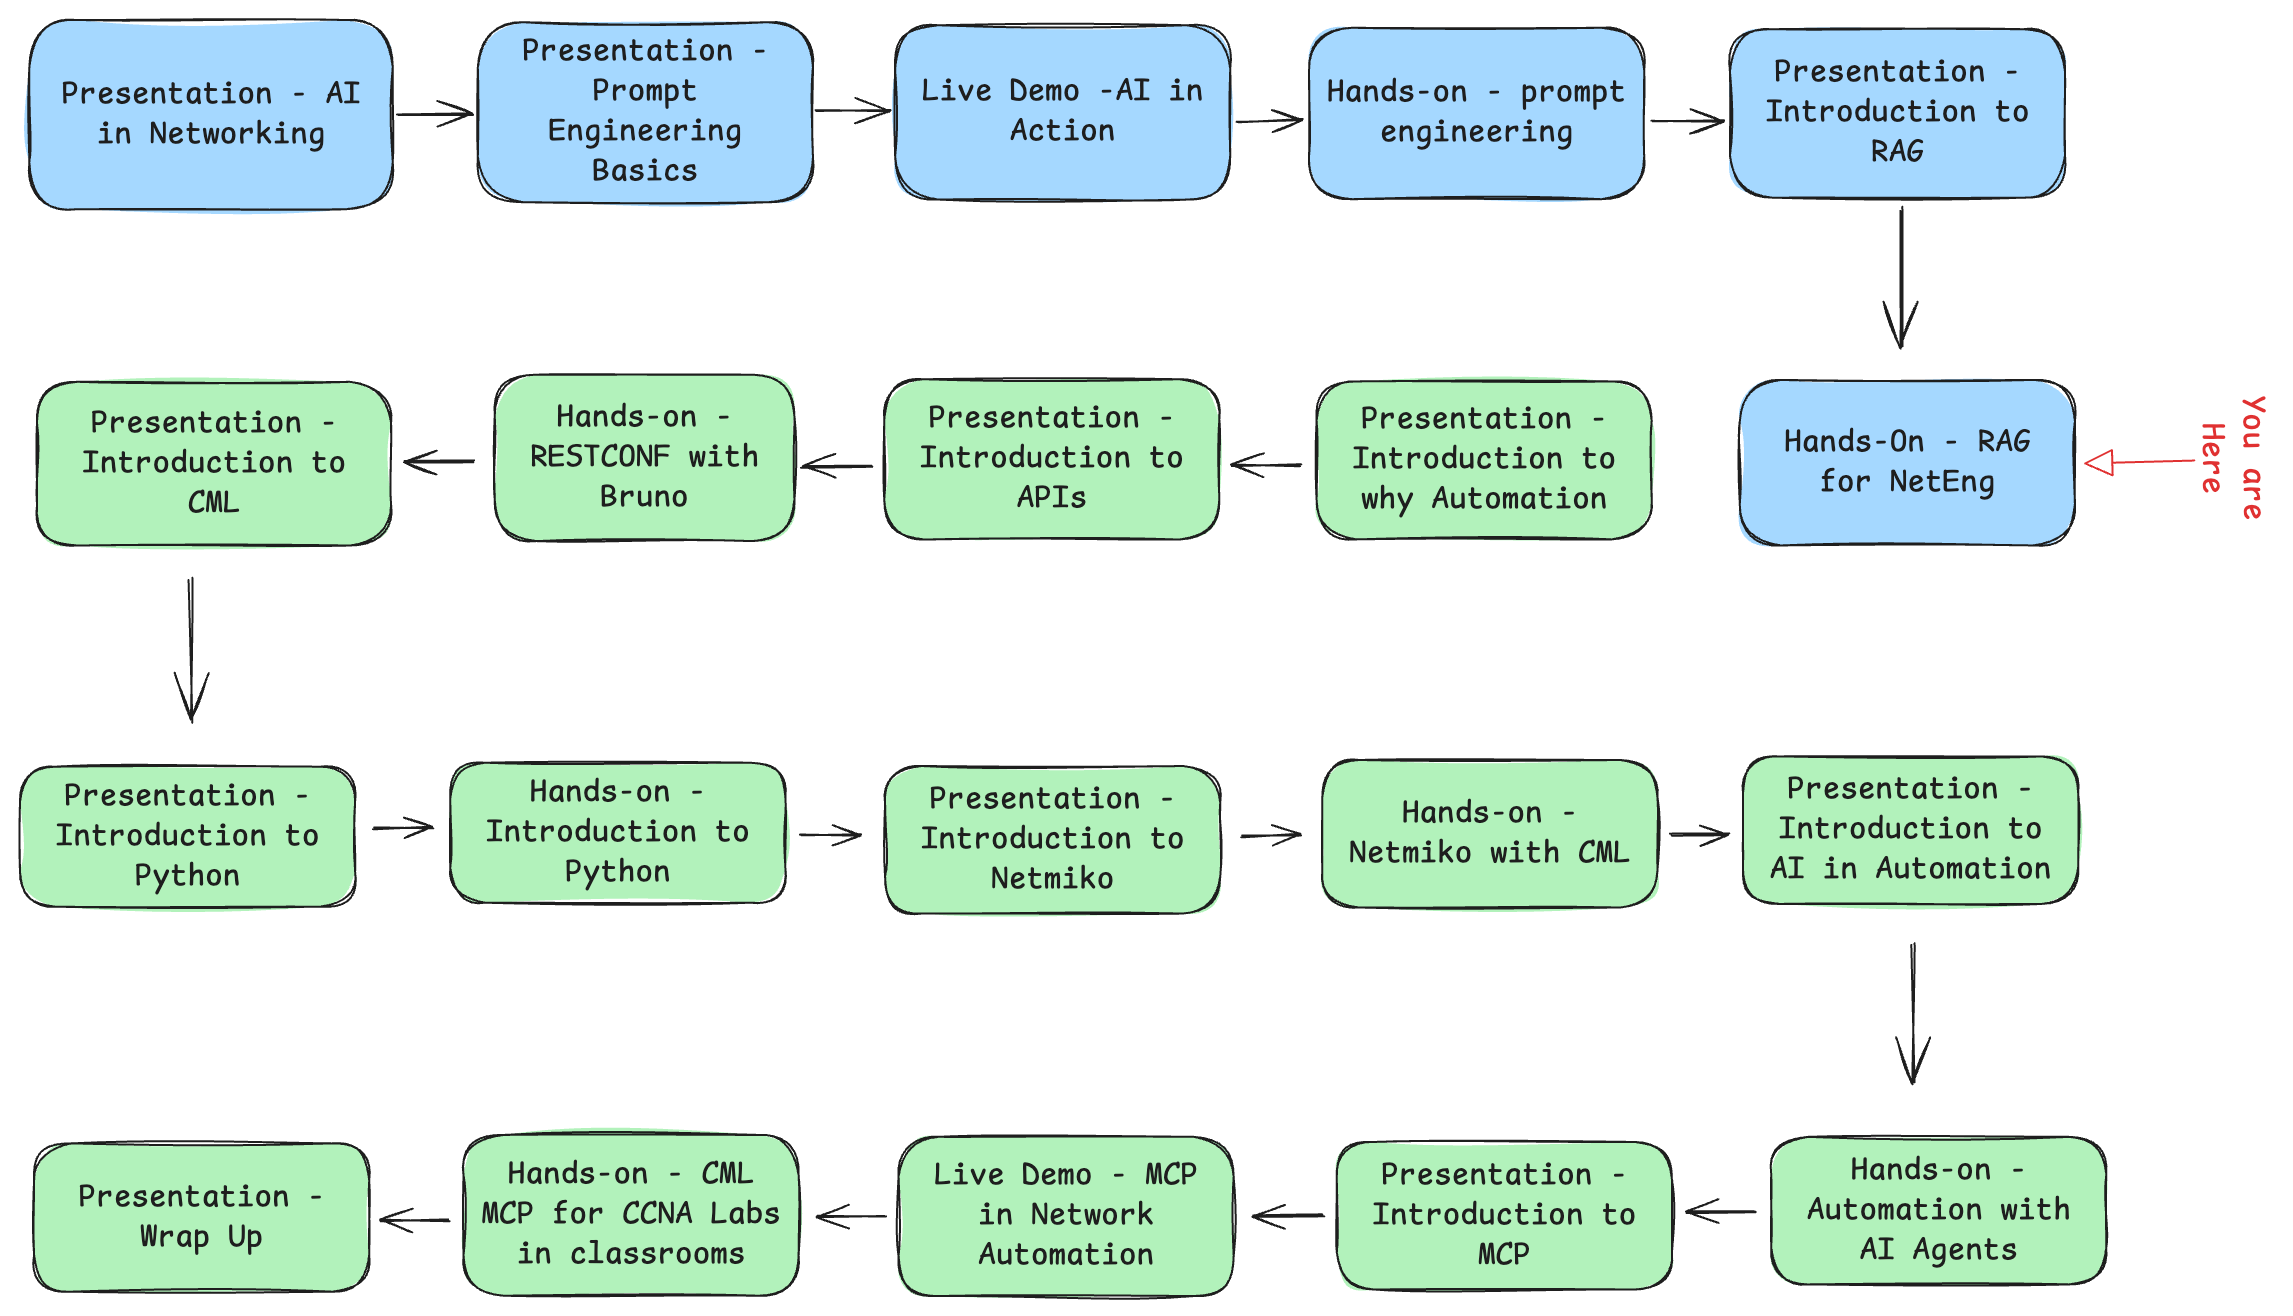 Presentation - AI
in Networking
Presentation -
Prompt
Engineering
Basics
Live Demo -AI in
Action
Hands-on - prompt
engineering
Presentation -
Introduction to
RAG
Hands-On - RAG
for NetEng
You are
Here
Presentation -
Introduction to
why Automation
Presentation -
Introduction to
APIs
Hands-on -
RESTCONF with
Bruno
Presentation -
Introduction to
CML
Presentation -
Introduction to
Python
Hands-on -
Introduction to
Python
Presentation -
Introduction to
Netmiko
Hands-on -
Netmiko with CML
Presentation -
Introduction to
AI in Automation
Hands-on -
Automation with
AI Agents
Presentation -
Introduction to
MCP
Live Demo - MCP
in Network
Automation
Hands-on - CML
MCP for CCNA Labs
in classrooms
Presentation -
Wrap Up